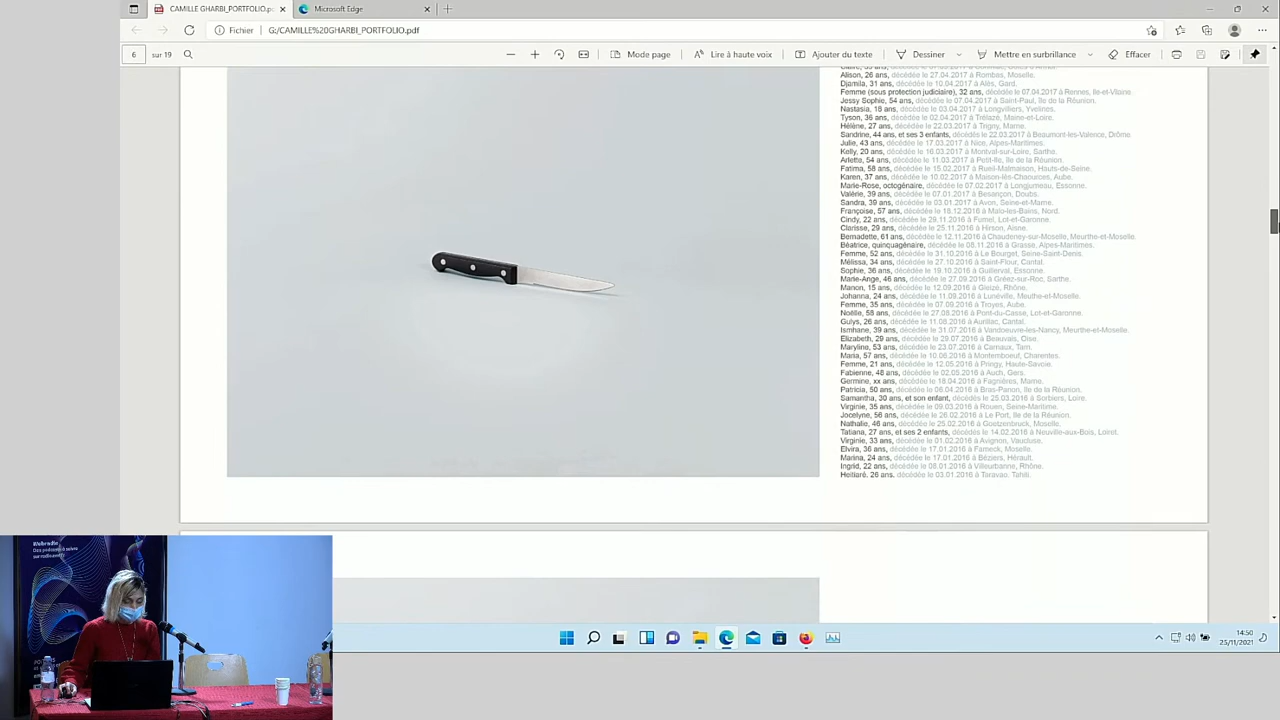 CAMILLE GHARBI_PORTFOLIO.p
Microsoft Edge
Fichier G:/CAMILLE%20GHARBI_PORTFOLIO.pdf
6 sur 19 Mode page Lire à haute voix Ajouter du texte Dessiner Mettre en surbrillance Effacer
Alison, 26 ans, décédée le 27.04.2017 à Rombas, Moselle.
Djamila, 31 ans, décédée le 10.04.2017 à Alès, Gard.
Femme (sous protection judiciaire), 32 ans, décédée le 07.04.2017 à Rennes, Ile-et-Vilaine.
Jessy Sophie, 54 ans, décédée le 07.04.2017 à Saint-Paul, île de la Réunion.
Nastasia, 18 ans, décédée le 03.04.2017 à Longvilliers, Yvelines.
Tyson, 36 ans, décédée le 02.04.2017 à Trélazé, Maine-et-Loire.
Hélène, 27 ans, décédée le 22.03.2017 à Trigny, Marne.
Sandrine, 44 ans, et ses 3 enfants, décédés le 22.03.2017 à Beaumont-les-Valence, Drôme.
Julie, 43 ans, décédée le 17.03.2017 à Nice, Alpes-Maritimes.
Kelly, 20 ans, décédée le 16.03.2017 à Montval-sur-Loire, Sarthe.
Arlette, 54 ans, décédée le 11.03.2017 à Petit-Ile, Ile de la Réunion.
Fatima, 58 ans, décédée le 15.02.2017 à Rueil-Malmaison, Hauts-de-Seine.
Karen, 37 ans, décédée le 10.02.2017 à Maison-lès-Chaources, Aube.
Marie-Rose, octogénaire, décédée le 07.02.2017 à Longjumeau, Essonne.
Valérie, 39 ans, décédée le 07.01.2017 à Besançon, Doubs.
Sandra, 39 ans, décédée le 03.01.2017 à Avon, Seine-et-Marne.
Françoise, 57 ans, décédée le 18.12.2016 à Malo-les-Bains, Nord.
Cindy, 22 ans, décédée le 29.11.2016 à Fumel, Lot-et-Garonne.
Clarisse, 29 ans, décédée le 25.11.2016 à Hirson, Aisne.
Bernadette, 61 ans, décédée le 12.11.2016 à Chaudeney-sur-Moselle, Meurthe-et-Moselle.
Béatrice, quinquagénaire, décédée le 08.11.2016 à Grasse, Alpes-Maritimes.
Femme, 52 ans, décédée le 31.10.2016 à Le Bourget, Seine-Saint-Denis.
Mélissa, 34 ans, décédée le 27.10.2016 à Saint-Flour, Cantal.
Sophie, 36 ans, décédée le 19.10.2016 à Guillerval, Essonne.
Marie-Ange, 46 ans, décédée le 27.09.2016 à Gréez-sur-Roc, Sarthe.
Manon, 15 ans, décédée le 12.09.2016 à Gleizé, Rhône.
Johanna, 24 ans, décédée le 11.09.2016 à Lunéville, Meuthe-et-Moselle.
Femme, 35 ans, décédée le 07.09.2016 à Troyes, Aube.
Noëlle, 58 ans, décédée le 27.08.2016 à Pont-du-Casse, Lot-et-Garonne.
Gulys, 26 ans, décédée le 11.08.2016 à Aurillac, Cantal.
Ismhane, 39 ans, décédée le 31.07.2016 à Vandoeuvre-les-Nancy, Meurthe-et-Moselle.
Elizabeth, 29 ans, décédée le 29.07.2016 à Beauvais, Oise.
Maryline, 53 ans, décédée le 23.07.2016 à Carmaux, Tarn.
Maria, 57 ans, décédée le 10.06.2016 à Montemboeuf, Charentes.
Femme, 21 ans, décédée le 12.05.2016 à Pringy, Haute-Savoie.
Fabienne, 48 ans, décédée le 02.05.2016 à Auch, Gers.
Germine, xx ans, décédée le 18.04.2016 à Fagnières, Marne.
Patricia, 50 ans, décédée le 06.04.2016 à Bras-Panon, île de la Réunion.
Samantha, 30 ans, et son enfant, décédés le 25.03.2016 à Sorbiers, Loire.
Virginie, 35 ans, décédée le 09.03.2016 à Rouen, Seine-Maritime.
Jocelyne, 56 ans, décédée le 26.02.2016 à Le Port, Ile de la Réunion.
Nathalie, 46 ans, décédée le 25.02.2016 à Goetzenbruck, Moselle.
Tatiana, 27 ans, et ses 2 enfants, décédés le 14.02.2016 à Neuville-aux-Bois, Loiret.
Virginie, 33 ans, décédée le 01.02.2016 à Avignon, Vaucluse.
Elvira, 36 ans, décédée le 17.01.2016 à Fameck, Moselle.
Marina, 24 ans, décédée le 17.01.2016 à Béziers, Hérault.
Ingrid, 22 ans, décédée le 08.01.2016 à Villeurbanne, Rhône.
Heitiaré, 26 ans, décédée le 03.01.2016 à Taravao, Tahiti.
Webradio
Des podcasts à suivre
14:50
25/11/2021